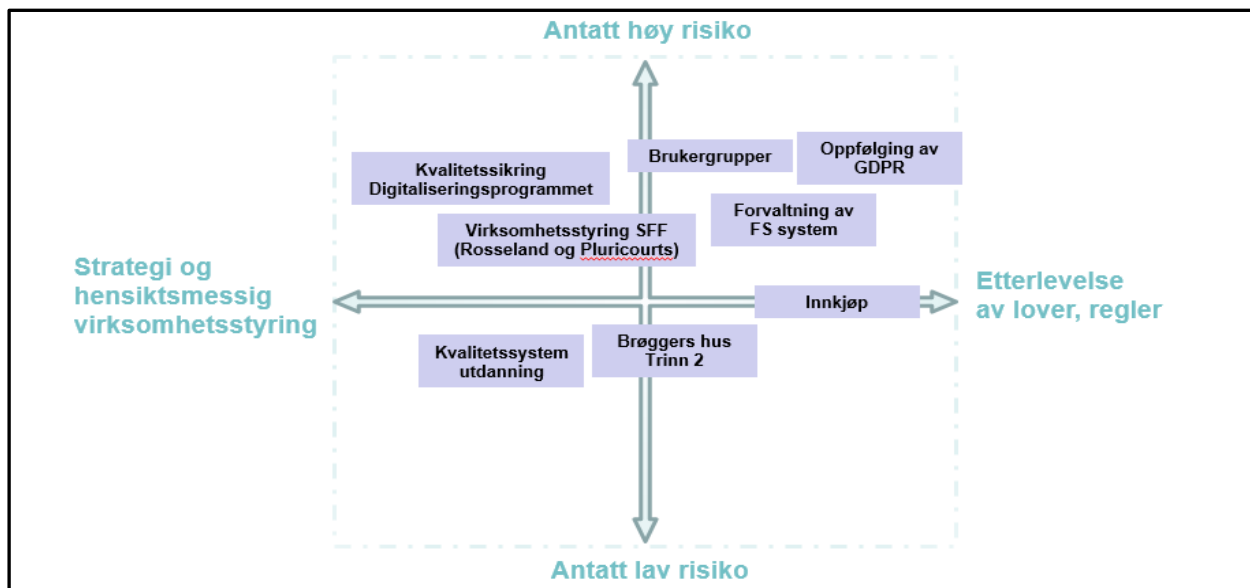 Antatt høy risiko
Brukergrupper
Oppfølging av
GDPR
Kvalitetssikring
Digitaliseringsprogrammet
Forvaltning av
FS system
Virksomhetsstyring SFF
(Rosseland og Pluricourts)
Strategi og
hensiktsmessig
virksomhetsstyring
Etterlevelse
av lover, regler
Innkjøp
Brøggers hus
Trinn 2
Kvalitetssystem
utdanning
Antatt lav risiko